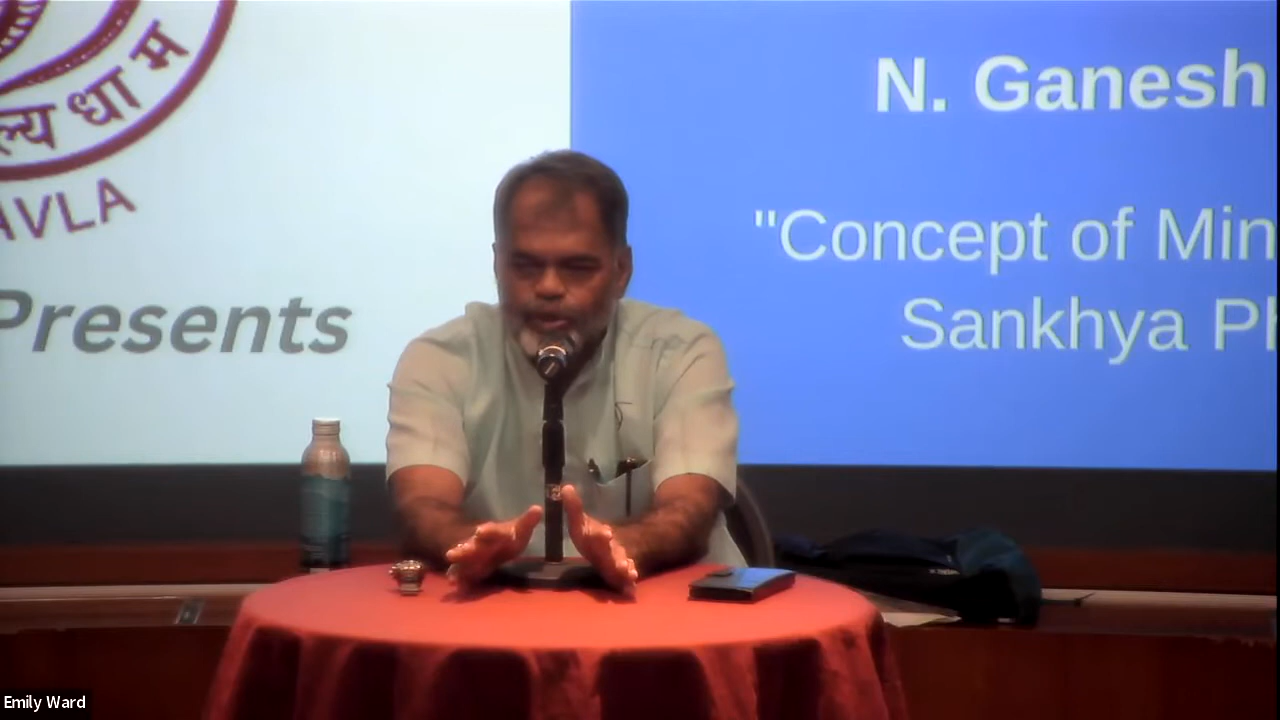 ल्य धा म
AVLA
Presents
N. Ganesh
"Concept of Min
Sankhya Ph
Emily Ward